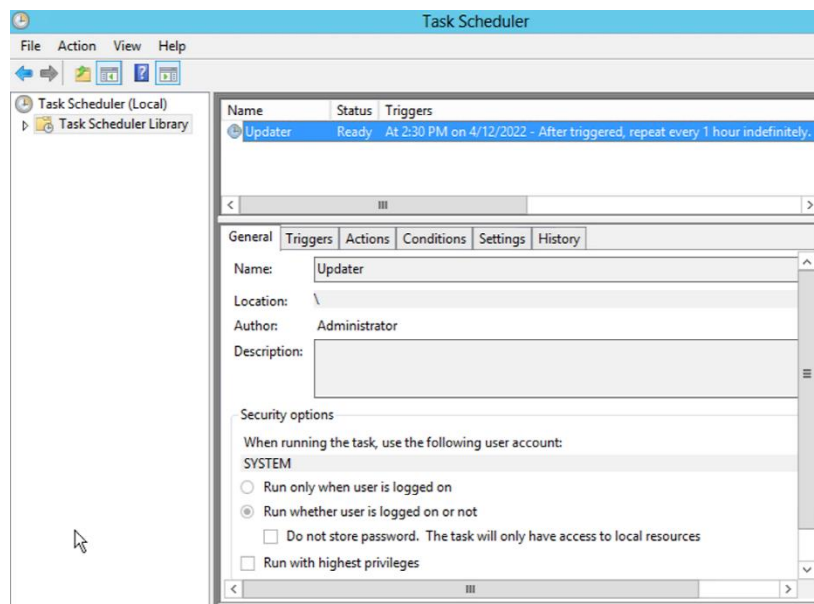 Task Scheduler
File Action View Help
Task Scheduler (Local)
Task Scheduler Library
Name Status Triggers
Updater Ready At 2:30 PM on 4/12/2022 - After triggered, repeat every 1 hour indefinitely.
General Triggers Actions Conditions Settings History
Name: Updater
Location: \
Author: Administrator
Description:
Security options
When running the task, use the following user account:
SYSTEM
Run only when user is logged on
Run whether user is logged on or not
Do not store password. The task will only have access to local resources
Run with highest privileges